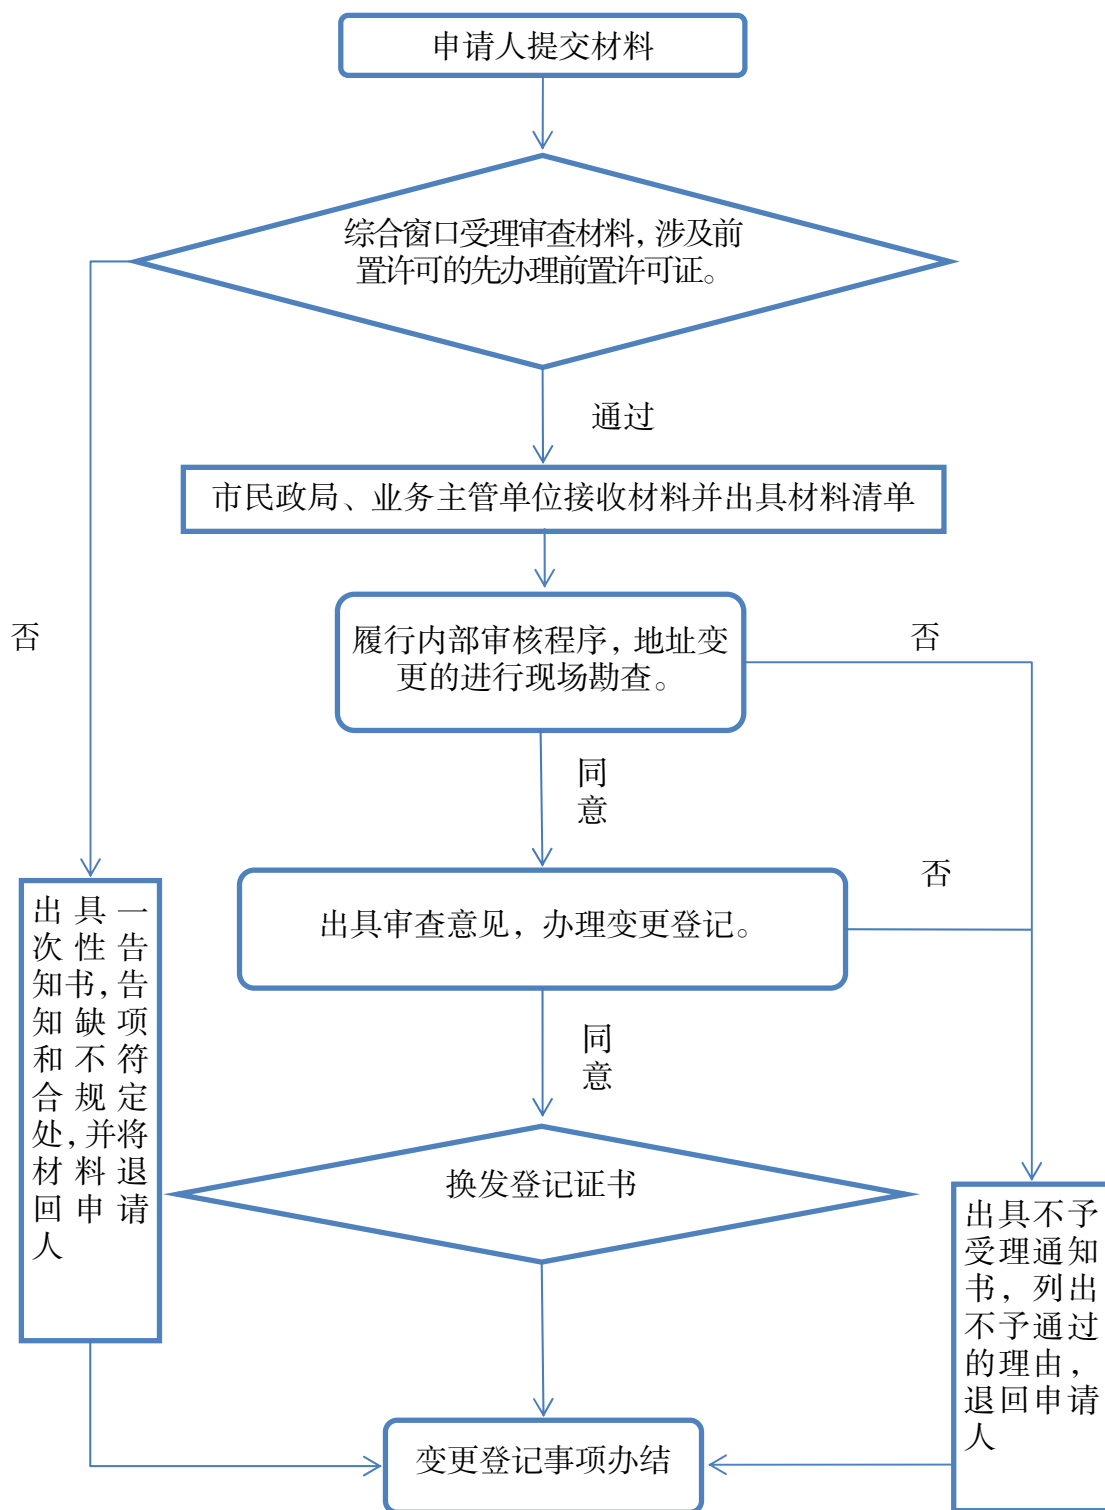 申请人提交材料
综合窗口受理审查材料，涉及前
置许可的先办理前置许可证。
通过
市民政局、业务主管单位接收材料并出具材料清单
否
履行内部审核程序，地址变
更的进行现场勘查。
否
同
意
否
出具审查意见，办理变更登记。
出具一
次性告
知书，告
知缺项
和不符
合规定
处，并将
材料退
回申请
人
同
意
换发登记证书
出具不予
受理通知
书，列出
不予通过
的理由，
退回申请
人
变更登记事项办结